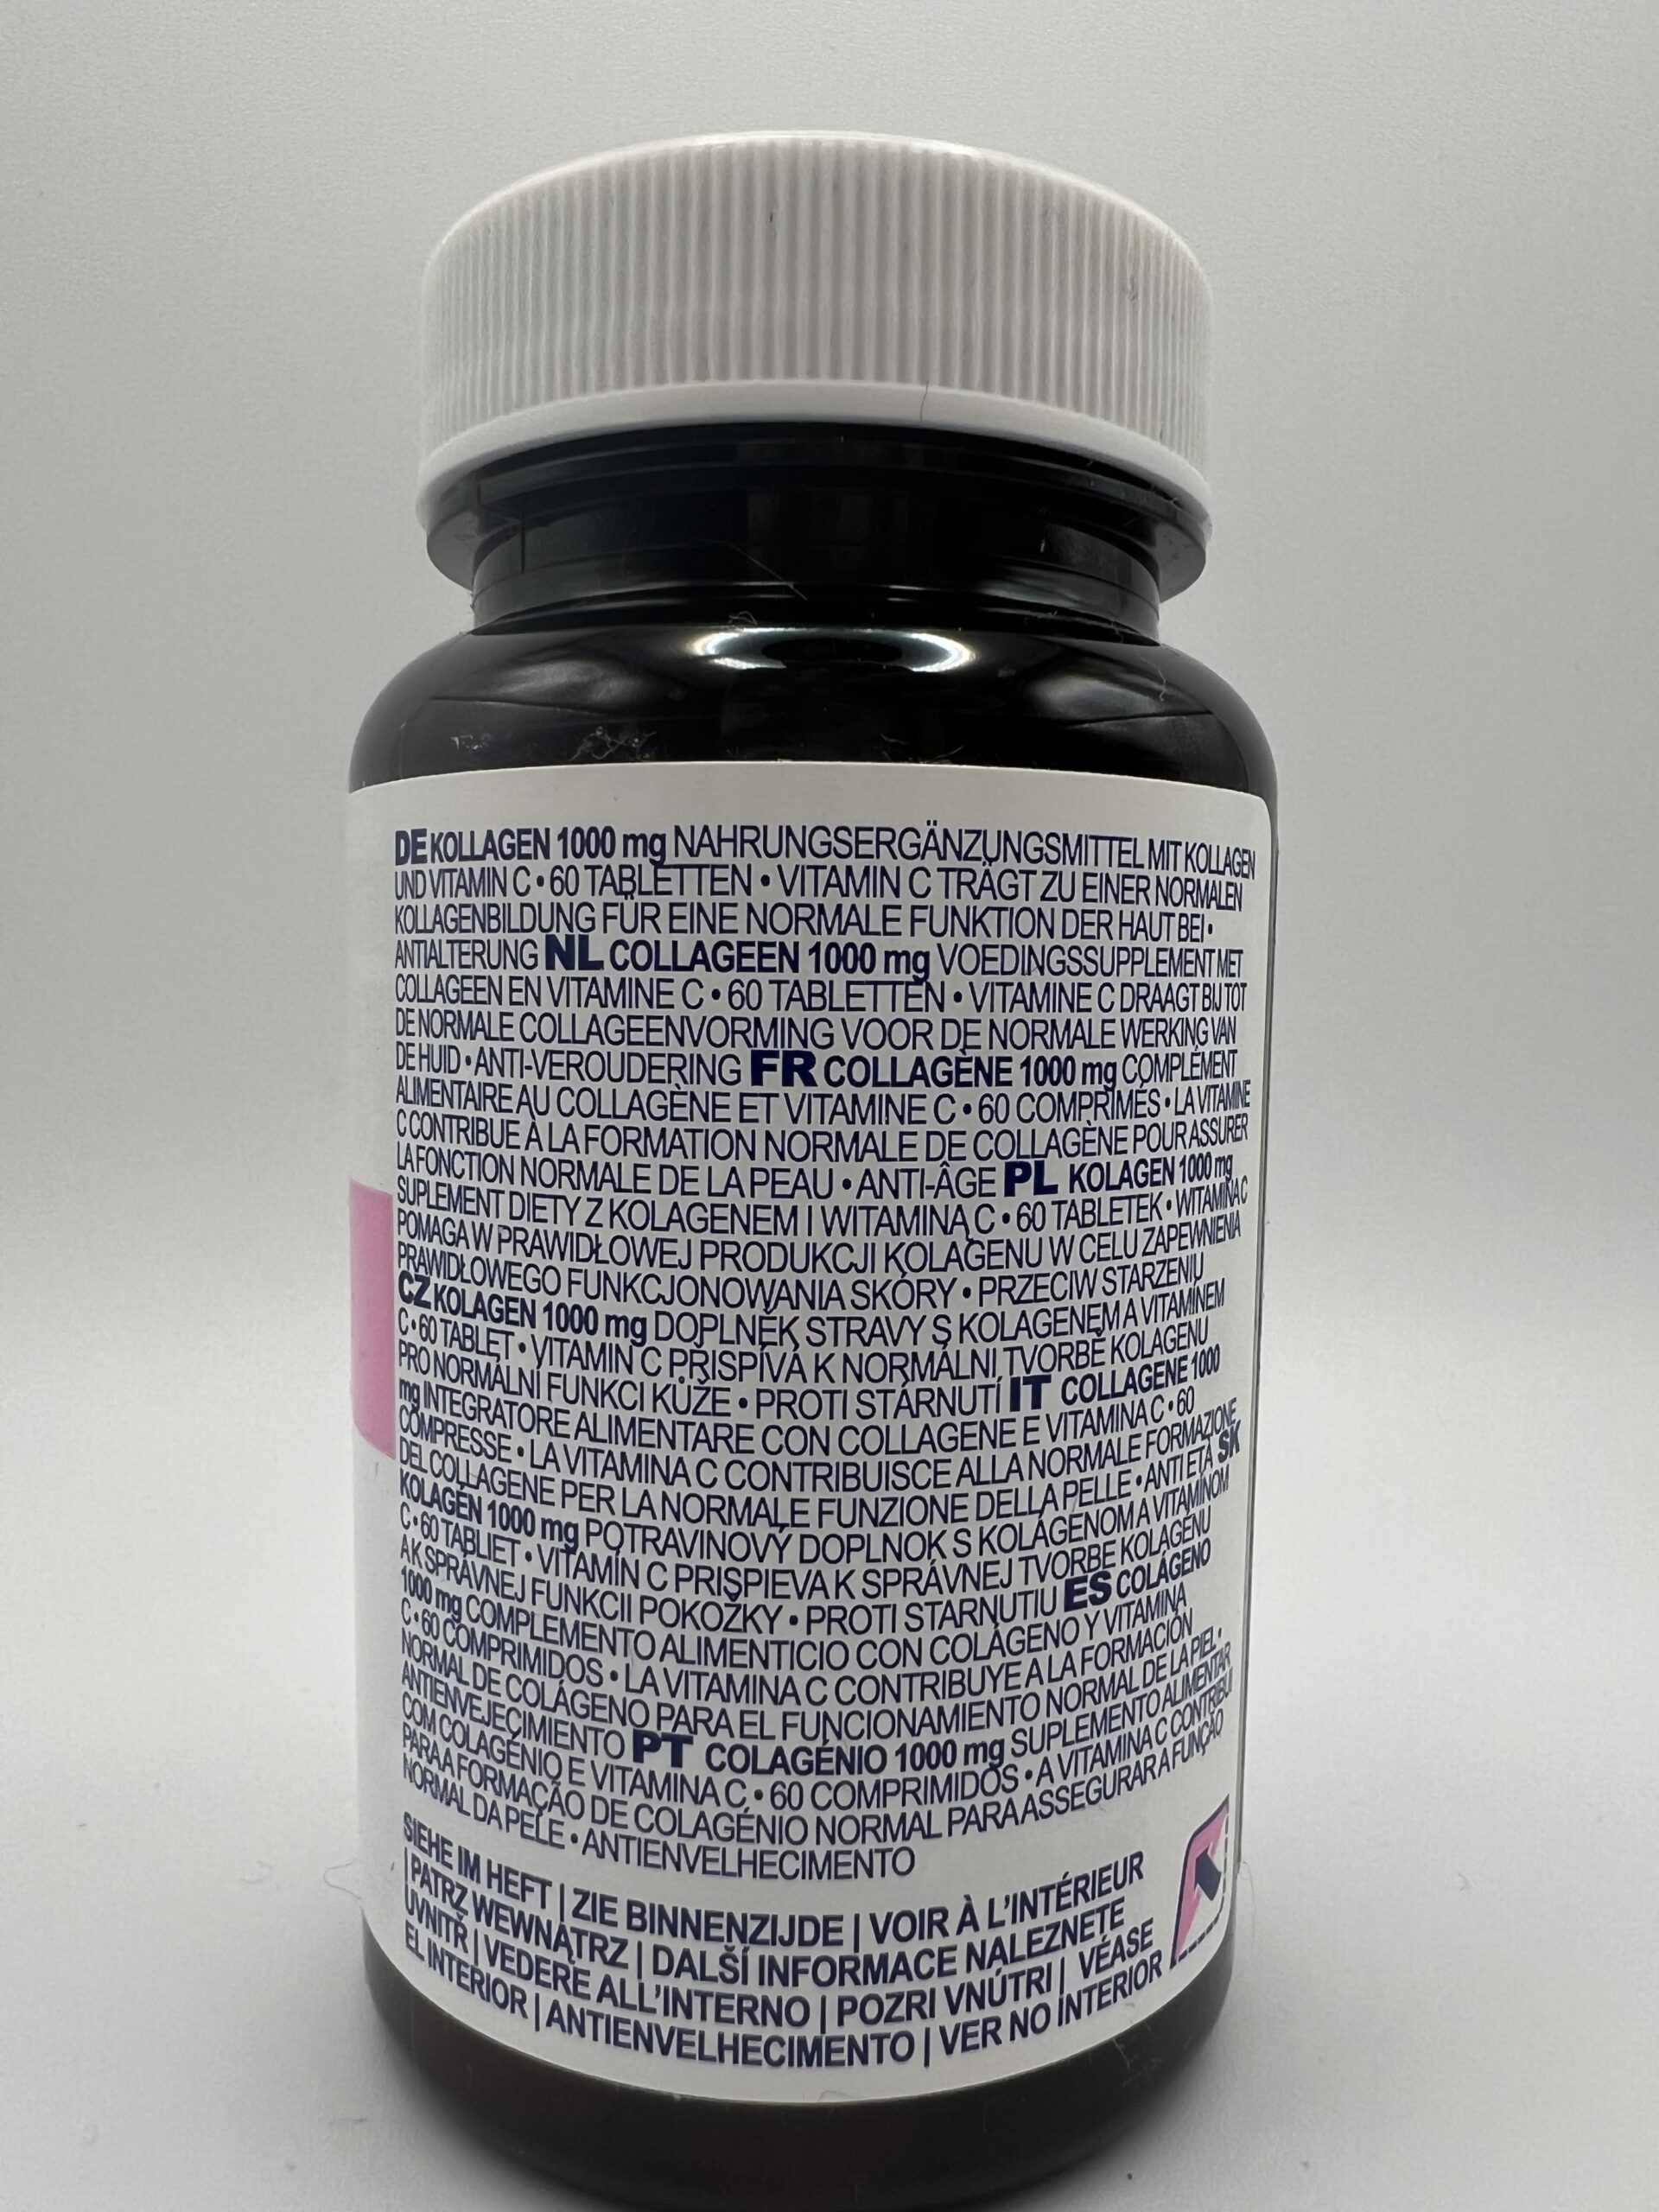 DE KOLLAGEN 1000 mg NAHRUNGSERGÄNZUNGSMITTEL MIT KOLLAGEN
UND VITAMIN C • 60 TABLETTEN • VITAMIN C TRÄGT ZU EINER NORMALEN
KOLLAGENBILDUNG FÜR EINE NORMALE FUNKTION DER HAUT BEI •
ANTIALTERUNG NL COLLAGEEN 1000 mg VOEDINGSSUPPLEMENT MET
COLLAGEEN EN VITAMINE C • 60 TABLETTEN • VITAMINE C DRAAGT BIJ TOT
DE NORMALE COLLAGEENVORMING VOOR DE NORMALE WERKING VAN
DE HUID • ANTI-VEROUDERING FR COLLAGÈNE 1000 mg COMPLÉMENT
ALIMENTAIRE AU COLLAGÈNE ET VITAMINE C • 60 COMPRIMÉS • LA VITAMINE
C CONTRIBUE À LA FORMATION NORMALE DE COLLAGÈNE POUR ASSURER
LA FONCTION NORMALE DE LA PEAU • ANTI-ÂGE PL KOLAGEN 1000 mg
SUPLEMENT DIETY Z KOLAGENEM I WITAMINĄ C • 60 TABLETEK • WITAMINA C
POMAGA W PRAWIDŁOWEJ PRODUKCJI KOLAGENU W CELU ZAPEWNIENIA
PRAWIDŁOWEGO FUNKCJONOWANIA SKÓRY • PRZECIW STARZENIU
CZ KOLAGEN 1000 mg DOPLNĚK STRAVY S KOLAGENEM A VITAMÍNEM
C • 60 TABLET • VITAMIN C PŘISPÍVÁ K NORMÁLNÍ TVORBĚ KOLAGENU
PRO NORMÁLNÍ FUNKCI KŮŽE • PROTI STÁRNUTÍ IT COLLAGENE 1000
mg INTEGRATORE ALIMENTARE CON COLLAGENE E VITAMINA C • 60
COMPRESSE • LA VITAMINA C CONTRIBUISCE ALLA NORMALE FORMAZIONE
DEL COLLAGENE PER LA NORMALE FUNZIONE DELLA PELLE • ANTI ETÀ SK
KOLAGÉN 1000 mg POTRAVINOVÝ DOPLNOK S KOLÁGENOM A VITAMÍNOM
C • 60 TABLIET • VITAMÍN C PRISPIEVA K SPRÁVNEJ TVORBE KOLAGENU
A K SPRÁVNEJ FUNKCII POKOŽKY • PROTI STARNUTIU ES COLÁGENO
1000 mg COMPLEMENTO ALIMENTICIO CON COLÁGENO Y VITAMINA
C • 60 COMPRIMIDOS • LA VITAMINA C CONTRIBUYE A LA FORMACIÓN
NORMAL DE COLÁGENO PARA EL FUNCIONAMIENTO NORMAL DE LA PIEL •
ANTIENVEJECIMIENTO PT COLAGÉNIO 1000 mg SUPLEMENTO ALIMENTAR
COM COLAGÉNIO E VITAMINA C • 60 COMPRIMIDOS • A VITAMINA C CONTRIBUI
PARA A FORMAÇÃO DE COLAGÉNIO NORMAL PARA ASSEGURAR A FUNÇÃO
NORMAL DA PELE • ANTIENVELHECIMENTO
SIEHE IM HEFT | ZIE BINNENZIJDE | VOIR À L'INTÉRIEUR
| PATRZ WEWNĄTRZ | DALŠÍ INFORMACE NALEZNETE
UVNITŘ | VEDERE ALL'INTERNO | POZRI VNÚTRI | VÉASE
EL INTERIOR | ANTIENVELHECIMENTO | VER NO INTERIOR